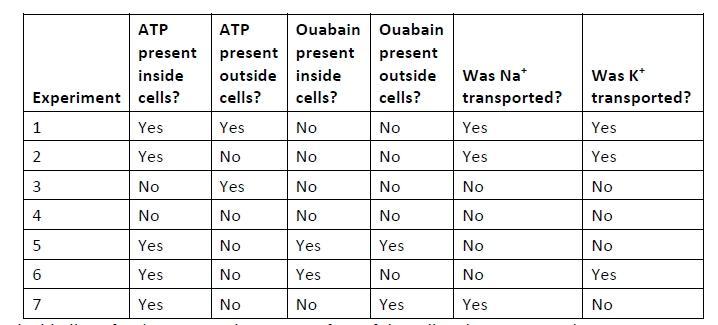 Experiment ATP present inside cells? ATP present outside cells? Ouabain present inside cells? Ouabain present outside cells? Was Na⁺ transported? Was K⁺ transported?
1 Yes Yes No No Yes Yes
2 Yes No No No Yes Yes
3 No Yes No No No No
4 No No No No No No
5 Yes No Yes Yes No No
6 Yes No Yes No No Yes
7 Yes No No Yes Yes No